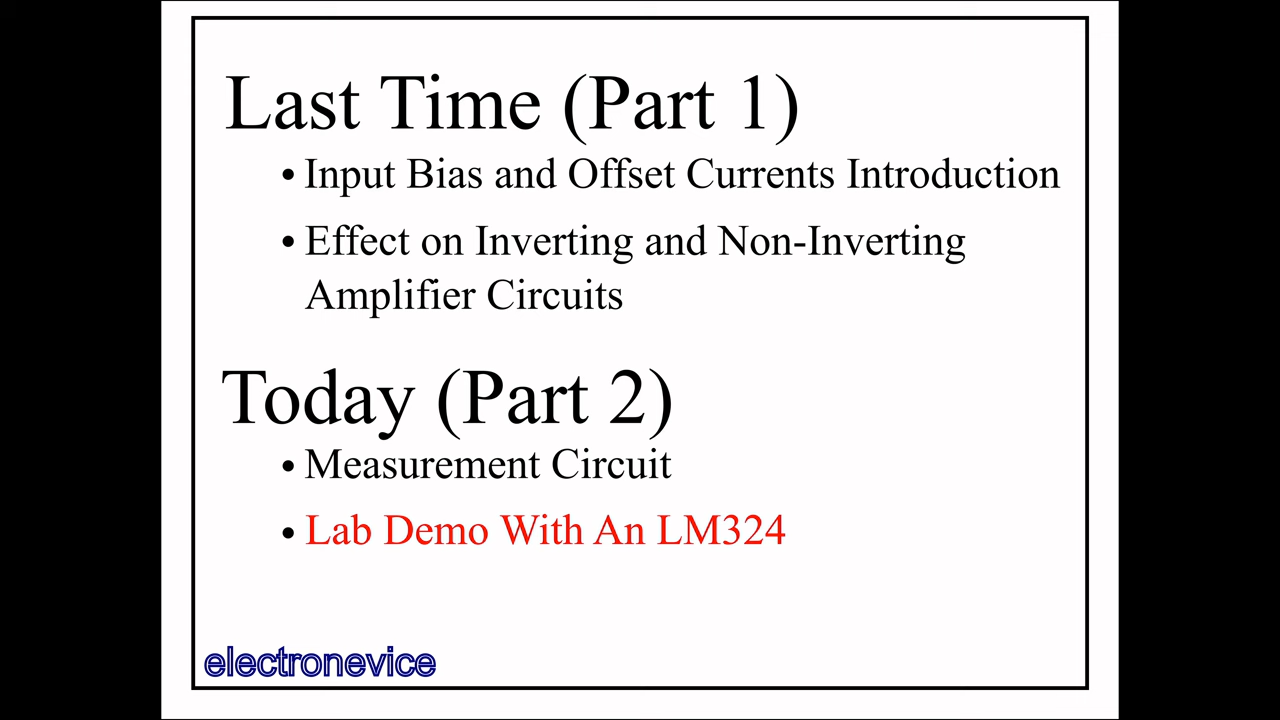 Last Time (Part 1)
• Input Bias and Offset Currents Introduction
• Effect on Inverting and Non-Inverting
Amplifier Circuits
Today (Part 2)
• Measurement Circuit
• Lab Demo With An LM324
electronevice